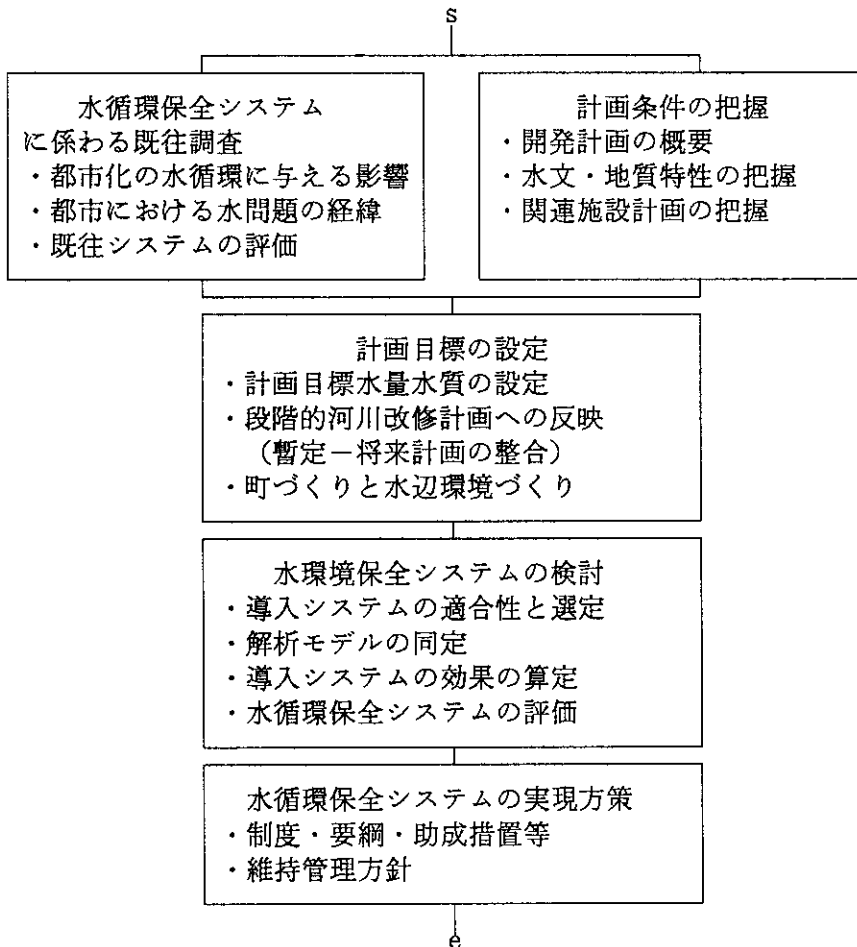 s
水循環保全システム
に係わる既往調査
・都市化の水循環に与える影響
・都市における水問題の経緯
・既往システムの評価
計画条件の把握
・開発計画の概要
・水文・地質特性の把握
・関連施設計画の把握
計画目標の設定
・計画目標水量水質の設定
・段階的河川改修計画への反映
（暫定－将来計画の整合）
・町づくりと水辺環境づくり
水環境保全システムの検討
・導入システムの適合性と選定
・解析モデルの同定
・導入システムの効果の算定
・水循環保全システムの評価
水循環保全システムの実現方策
・制度・要綱・助成措置等
・維持管理方針
e